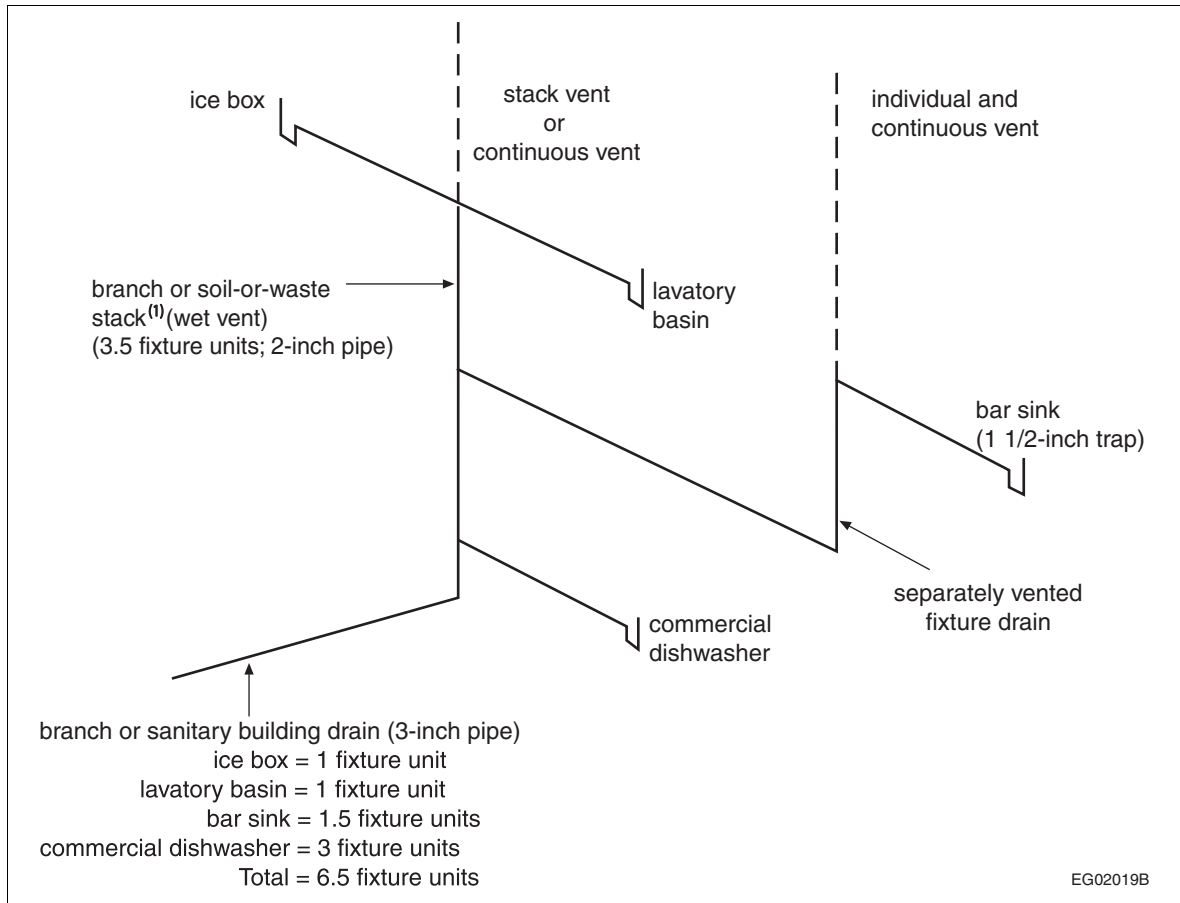 ice box
stack vent
or
continuous vent
individual and
continuous vent
branch or soil-or-waste
stack(1) (wet vent)
(3.5 fixture units; 2-inch pipe)
lavatory
basin
bar sink
(1 1/2-inch trap)
separately vented
fixture drain
commercial
dishwasher
branch or sanitary building drain (3-inch pipe)
ice box = 1 fixture unit
lavatory basin = 1 fixture unit
bar sink = 1.5 fixture units
commercial dishwasher = 3 fixture units
Total = 6.5 fixture units
EG02019B